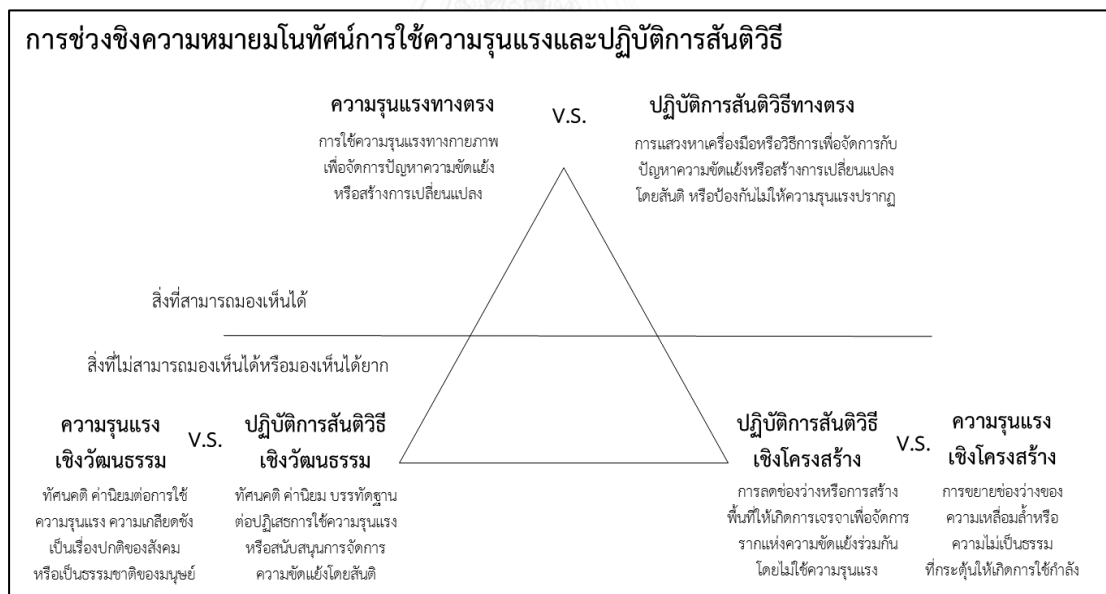 การช่วงชิงความหมายมโนทัศน์การใช้ความรุนแรงและปฏิบัติการสันติวิธี
ความรุนแรงทางตรง
การใช้ความรุนแรงทางกายภาพ
เพื่อจัดการปัญหาความขัดแย้ง
หรือสร้างการเปลี่ยนแปลง
V.S.
ปฏิบัติการสันติวิธีทางตรง
การแสวงหาเครื่องมือหรือวิธีการเพื่อจัดการกับ
ปัญหาความขัดแย้งหรือสร้างการเปลี่ยนแปลง
โดยสันติ หรือป้องกันไม่ให้ความรุนแรงปรากฏ
สิ่งที่สามารถมองเห็นได้
สิ่งที่ไม่สามารถมองเห็นได้หรือมองเห็นได้ยาก
ความรุนแรง
เชิงวัฒนธรรม
ทัศนคติ ค่านิยมต่อการใช้
ความรุนแรง ความเกลียดชัง
เป็นเรื่องปกติของสังคม
หรือเป็นธรรมชาติของมนุษย์
V.S.
ปฏิบัติการสันติวิธี
เชิงวัฒนธรรม
ทัศนคติ ค่านิยม บรรทัดฐาน
ต่อปฏิเสธการใช้ความรุนแรง
หรือสนับสนุนการจัดการ
ความขัดแย้งโดยสันติ
ปฏิบัติการสันติวิธี
เชิงโครงสร้าง
การลดช่องว่างหรือการสร้าง
พื้นที่ให้เกิดการเจรจาเพื่อจัดการ
รากแห่งความขัดแย้งร่วมกัน
โดยไม่ใช้ความรุนแรง
V.S.
ความรุนแรง
เชิงโครงสร้าง
การขยายช่องว่างของ
ความเหลื่อมล้ำหรือ
ความไม่เป็นธรรม
ที่กระตุ้นให้เกิดการใช้กำลัง